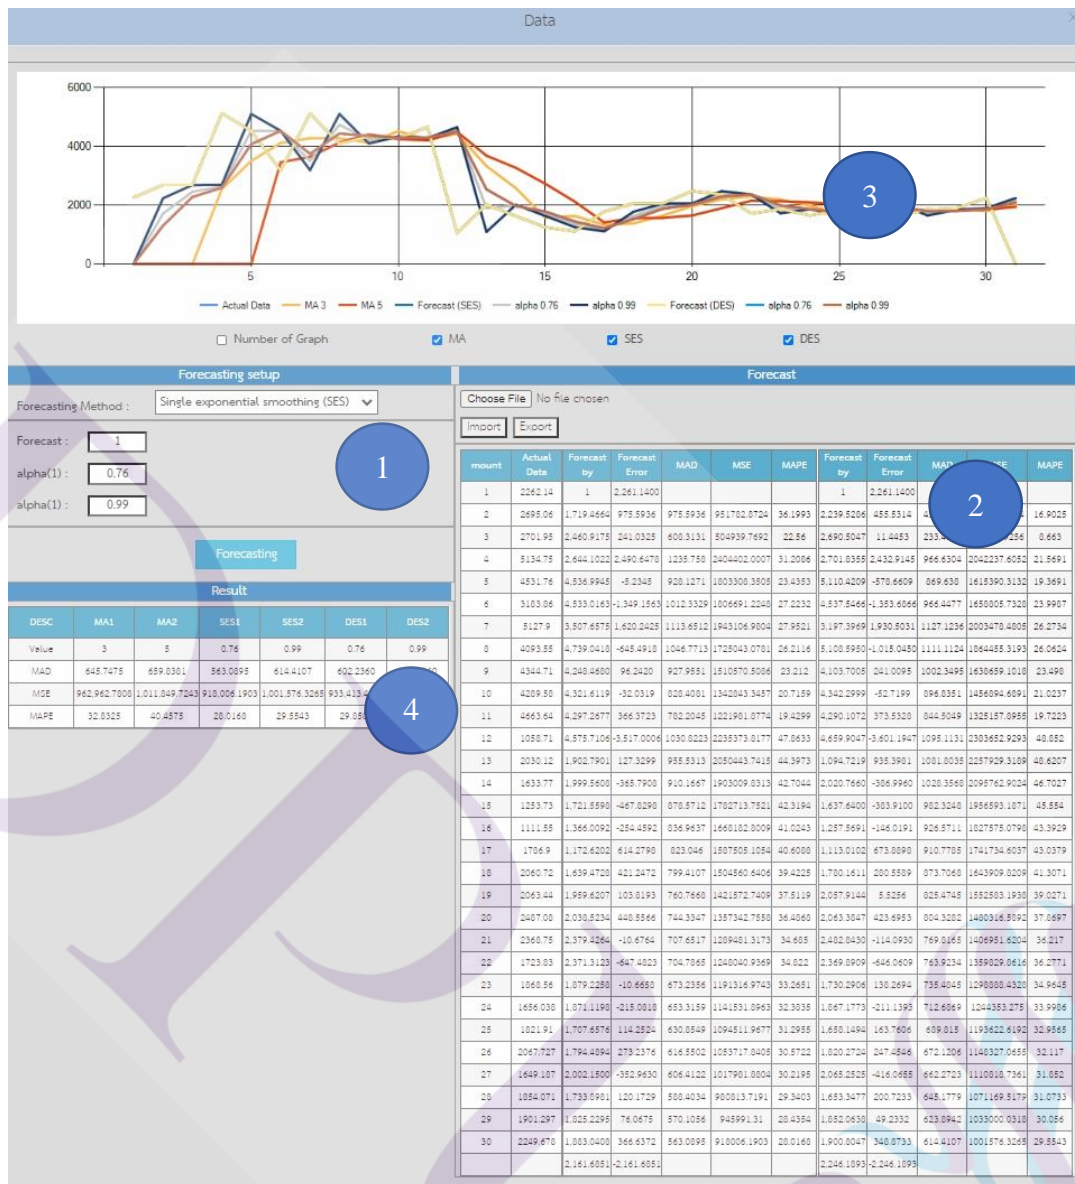 Data
6000
4000
2000
0
5 10 15 20 25 30
Actual Data MA 3 MA 5 Forecast (SES) alpha 0.76 alpha 0.99 Forecast (DES) alpha 0.76 alpha 0.99
3
Number of Graph MA SES DES
Forecasting setup
Forecasting Method : Single exponential smoothing (SES)
Forecast : 1
alpha(1) : 0.76
alpha(1) : 0.99
1
Forecasting
Result
DESC MA1 MA2 SES1 SES2 DES1 DES2
Value 3 5 0.76 0.99 0.76 0.99
MAD 645.7475 659.8381 563.0895 614.4107 602.2360
MSE 962,962.7808 1,011,849.7243 918,006.1903 1,001,576.3265
MAPE 32.8325 40.4575 28.0168 29.5543
4
Forecast
Choose File No file chosen
Import Export
mount Actual Data Forecast by Forecast Error MAD MSE MAPE Forecast by Forecast Error MAPE
2
1 2262.14 1 2,261.1400 1 2,261.1400
2 2695.06 1,719.4664 975.5936 975.5936 951782.8724 36.1993 2,239.5286 455.5314 16.9025
3 2701.95 2,460.9175 241.0325 608.3131 504939.7692 22.56 2,690.5047 11.4453 8.663
4 5134.75 2,644.1022 2,490.6478 1235.758 2404402.0007 31.2086 2,701.8355 2,432.9145 966.6304 2042237.6052 21.5691
5 4531.76 4,536.9945 -5.2345 928.1271 1803308.3505 23.4353 5,110.4209 -578.6609 869.638 1615390.3132 19.3691
6 3183.86 4,533.0163 -1,349.1563 1012.3329 1806691.2248 27.2232 4,537.5466 -1,353.6866 966.4477 1658805.7328 23.9987
7 5127.9 3,507.6575 1,620.2425 1113.6512 1943106.9804 27.9521 3,197.3969 1,930.5031 1127.1236 2003478.4805 26.2734
8 4093.55 4,739.0418 -645.4918 1046.7713 1725043.0781 26.2116 5,108.5950 -1,015.0450 1111.1124 1864455.3193 26.0624
9 4344.71 4,248.4680 96.2420 927.9551 1510570.5086 23.212 4,103.7005 241.0095 1002.3495 1638659.1018 23.498
10 4289.58 4,321.6119 -32.0319 828.4081 1342843.3457 20.7159 4,342.2999 -52.7199 896.8351 1456894.6891 21.0237
11 4663.64 4,297.2677 366.3723 782.2045 1221981.8774 19.4299 4,290.1072 373.5328 844.5049 1325157.8955 19.7223
12 1058.71 4,575.7106 -3,517.0006 1030.8223 2235373.8177 47.8633 4,659.9047 -3,601.1947 1095.1131 2383652.9293 48.852
13 2030.12 1,902.7901 127.3299 955.5313 2050443.7415 44.3973 1,094.7219 935.3981 1081.8035 2257929.3189 48.6207
14 1633.77 1,999.5608 -365.7908 910.1667 1903009.8313 42.7044 2,020.7660 -386.9960 1028.3568 2095762.9024 46.7027
15 1253.73 1,721.5598 -467.8298 878.5712 1782713.7521 42.3194 1,637.6400 -383.9100 982.3248 1956593.1871 45.554
16 1111.55 1,366.0092 -254.4592 836.9637 1668182.8009 41.0243 1,257.5691 -146.0191 926.5711 1827575.0798 43.3929
17 1786.9 1,172.6202 614.2798 823.046 1587505.1054 40.6088 1,113.0102 673.8898 910.7785 1741734.6037 43.0379
18 2060.72 1,639.4728 421.2472 799.4107 1504560.6406 39.4225 1,780.1611 280.5589 873.7068 1643909.8209 41.3071
19 2063.44 1,959.6207 103.8193 760.7668 1421572.7409 37.5119 2,057.9144 5.5256 825.4745 1552583.1938 39.0271
20 2487.08 2,038.5234 448.5566 744.3347 1357342.7558 36.4868 2,063.3847 423.6953 804.3282 1480316.5892 37.8697
21 2368.75 2,379.4264 -10.6764 707.6517 1289481.3173 34.685 2,482.8430 -114.0930 769.8165 1406951.6204 36.217
22 1723.83 2,371.3123 -647.4823 704.7865 1248040.9369 34.822 2,369.8909 -646.0609 763.9234 1359829.8616 36.2771
23 1868.56 1,879.2258 -10.6658 673.2356 1191316.9743 33.2651 1,730.2906 138.2694 735.4845 1298888.4328 34.9645
24 1656.038 1,871.1198 -215.0818 653.3159 1141531.8963 32.3835 1,867.1773 -211.1393 712.6869 1244353.275 33.9986
25 1821.91 1,707.6576 114.2524 630.8549 1094511.9677 31.2955 1,658.1494 163.7606 689.815 1193622.6192 32.9565
26 2067.727 1,794.4894 273.2376 616.5502 1053717.8405 30.5722 1,820.2724 247.4546 672.1206 1148327.0655 32.117
27 1649.187 2,002.1500 -352.9630 606.4122 1017981.8804 30.2195 2,065.2525 -416.0655 662.2723 1110818.7361 31.852
28 1854.071 1,733.8981 120.1729 588.4034 980813.7191 29.3403 1,653.3477 200.7233 645.1779 1071169.5179 31.0733
29 1901.297 1,825.2295 76.0675 570.1056 945991.31 28.4354 1,852.0638 49.2332 623.8942 1033000.0318 30.056
30 2249.678 1,883.0408 366.6372 563.0895 918006.1903 28.0168 1,900.8047 348.8733 614.4107 1001576.3265 29.5543
2,161.6851 -2,161.6851 2,246.1893 -2,246.1893